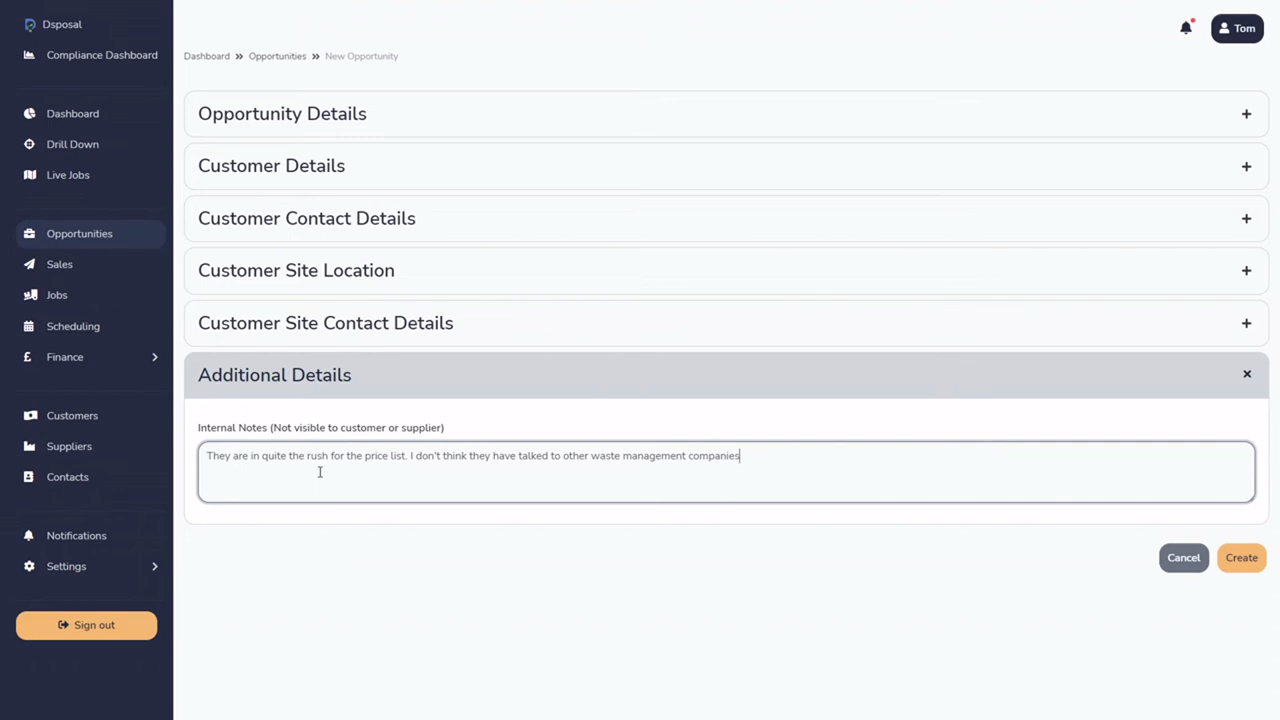 Dsposal
Compliance Dashboard
Dashboard
Drill Down
Live Jobs
Opportunities
Sales
Jobs
Scheduling
Finance
Customers
Suppliers
Contacts
Notifications
Settings
Sign out
Tom
Dashboard » Opportunities » New Opportunity
Opportunity Details
Customer Details
Customer Contact Details
Customer Site Location
Customer Site Contact Details
Additional Details
Internal Notes (Not visible to customer or supplier)
They are in quite the rush for the price list. I don't think they have talked to other waste management companies
Cancel
Create